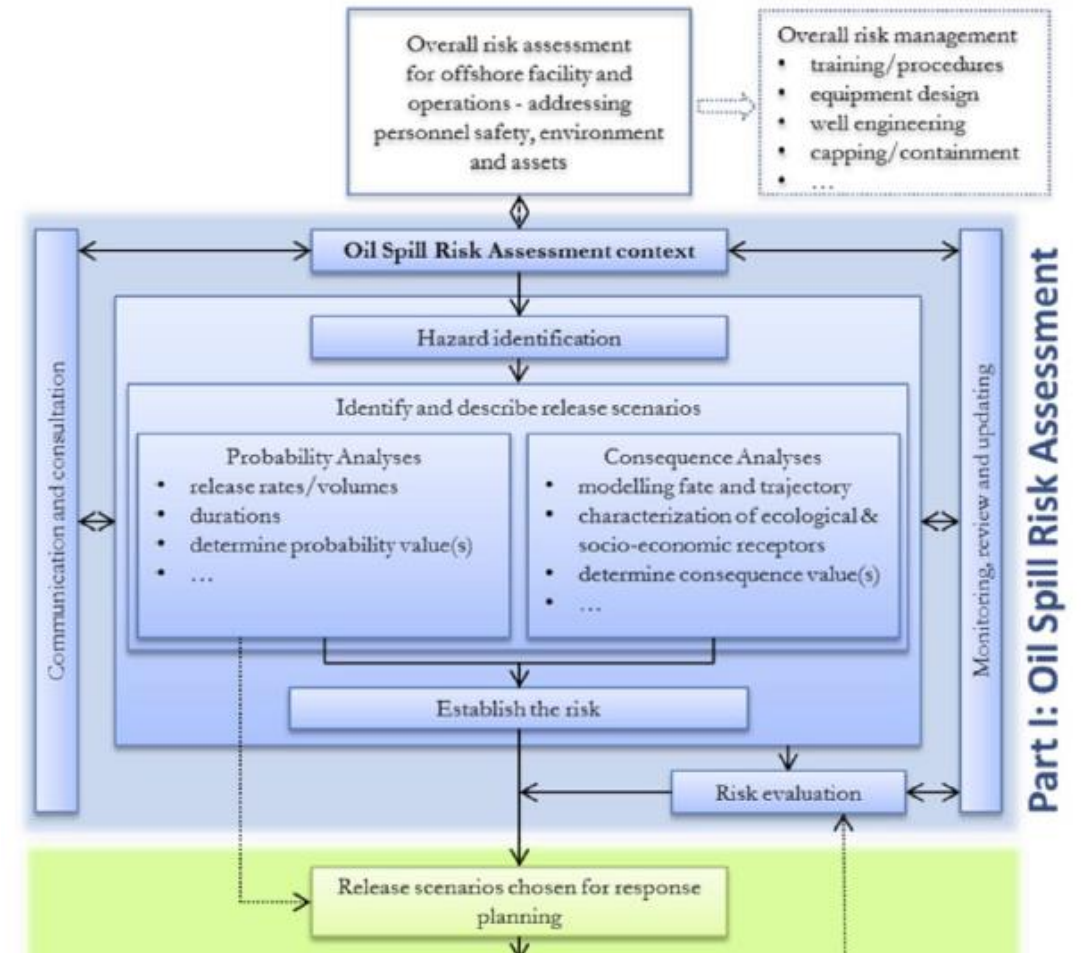 Overall risk assessment
for offshore facility and
operations - addressing
personnel safety, environment
and assets
Overall risk management
• training/procedures
• equipment design
• well engineering
• capping/containment
• ...
Oil Spill Risk Assessment context
Hazard identification
Identify and describe release scenarios
Probability Analyses
• release rates/volumes
• durations
• determine probability value(s)
• ...
Consequence Analyses
• modelling fate and trajectory
• characterization of ecological &
socio-economic receptors
• determine consequence value(s)
• ...
Establish the risk
Risk evaluation
Communication and consultation
Monitoring, review and updating
Part I: Oil Spill Risk Assessment
Release scenarios chosen for response
planning